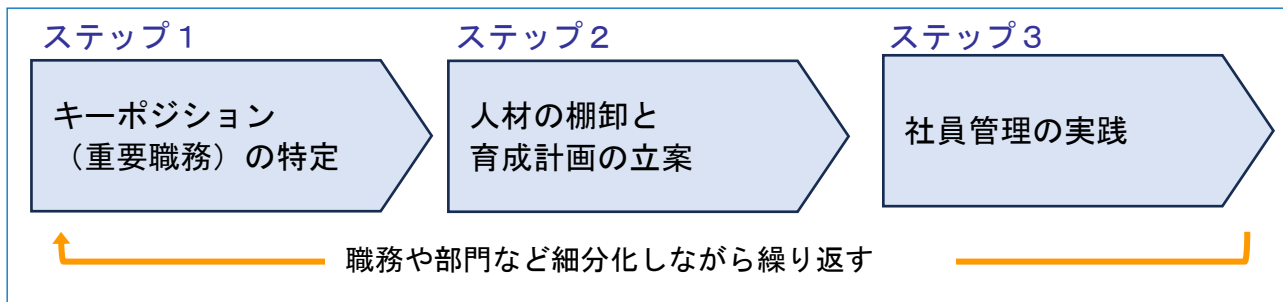 ステップ１
ステップ２
ステップ３
キーポジション
（重要職務）の特定
人材の棚卸と
育成計画の立案
社員管理の実践
職務や部門など細分化しながら繰り返す